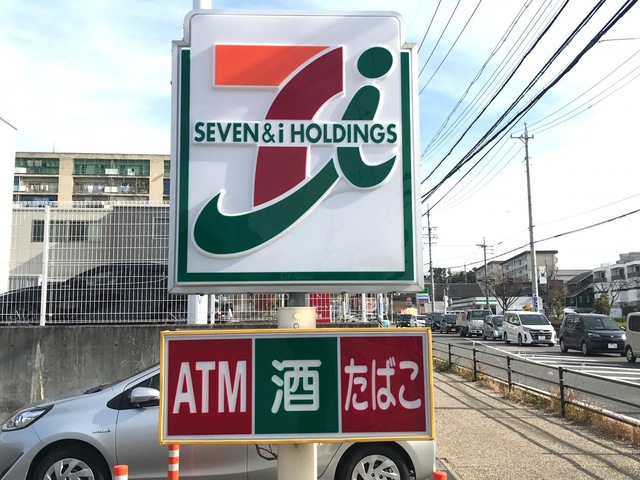 SEVEN&i HOLDINGS
ATM 酒 たばこ